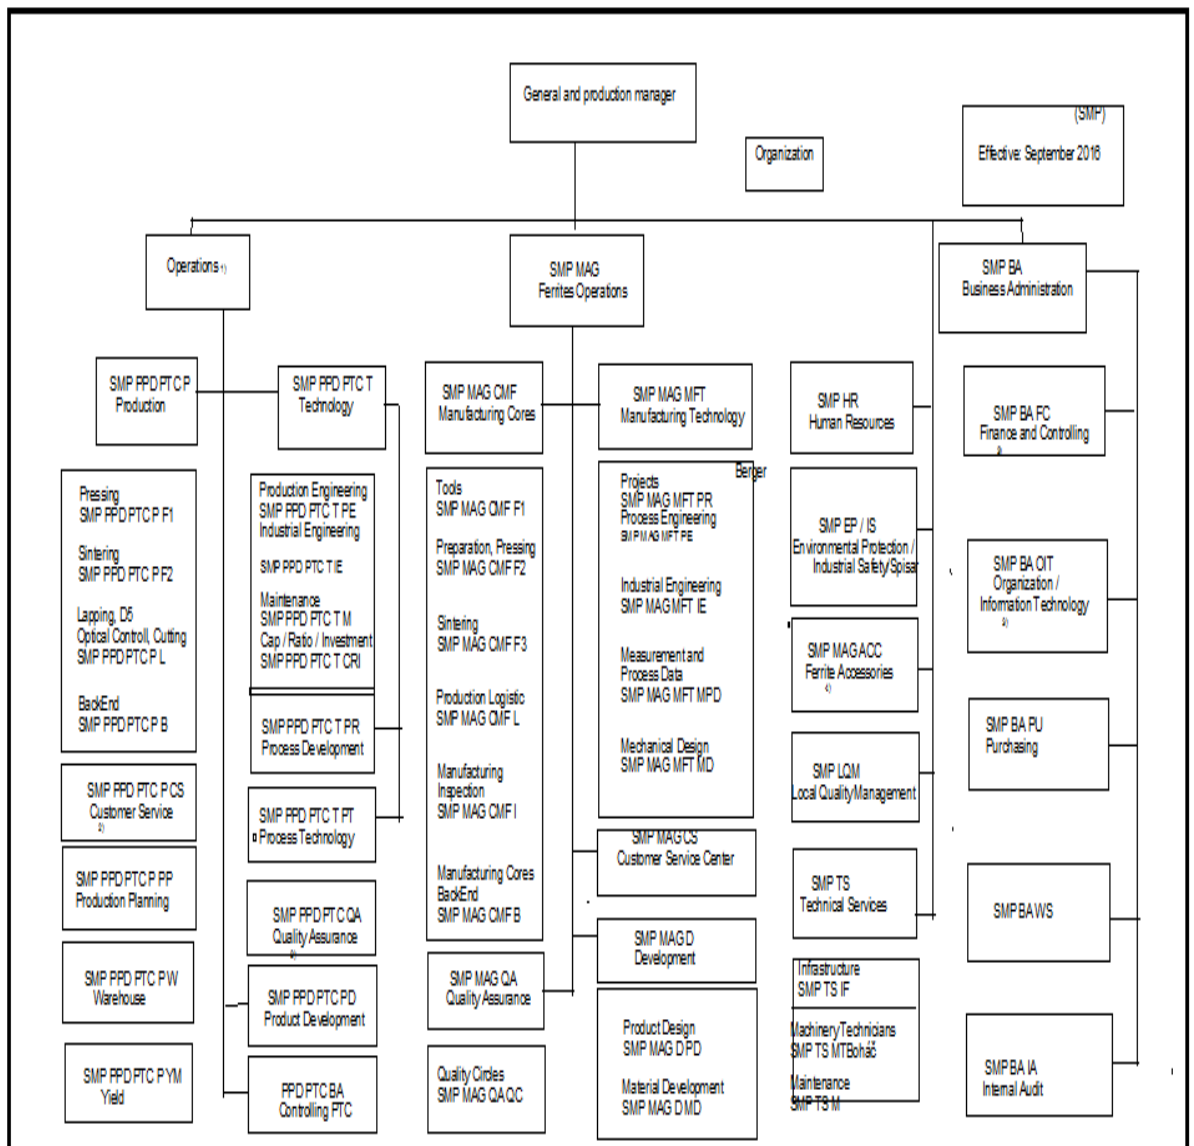 General and production manager
Organization
(SMP)
Effective: September 2016
Operations 1)
SMP MAG
Ferrites Operations
SMP BA
Business Administration
SMP PPD PTC P
Production
SMP PPD PTC T
Technology
SMP MAG CMF
Manufacturing Cores
SMP MAG MFT
Manufacturing Technology
SMP HR
Human Resources
SMP BA FC
Finance and Controlling
Pressing
SMP PPD PTC P F1
Sintering
SMP PPD PTC P F2
Lapping, D5
Optical Controll, Cutting
SMP PPD PTC P L
BackEnd
SMP PPD PTC P B
Production Engineering
SMP PPD PTC T PE
Industrial Engineering
SMP PPD PTC T IE
Maintenance
SMP PPD PTC T M
Cap / Ratio / Investment
SMP PPD PTC T CRI
Tools
SMP MAG CMF F1
Preparation, Pressing
SMP MAG CMF F2
Sintering
SMP MAG CMF F3
Production Logistic
SMP MAG CMF L
Manufacturing
Inspection
SMP MAG CMF I
Manufacturing Cores
BackEnd
SMP MAG CMF B
Berger
Projects
SMP MAG MFT PR
Process Engineering
SMP MAG MFT PE
Industrial Engineering
SMP MAG MFT IE
Measurement and
Process Data
SMP MAG MFT MPD
Mechanical Design
SMP MAG MFT MD
SMP EP / IS
Environmental Protection /
Industrial Safety Spisar
SMP BA OIT
Organization /
Information Technology
SMP MAG ACC
Ferrite Accessories
4)
SMP BA PU
Purchasing
SMP PPD PTC T PR
Process Development
SMP PPD PTC P CS
Customer Service
2)
SMP PPD PTC T PT
Process Technology
SMP LQM
Local Quality Management
SMP MAG CS
Customer Service Center
SMP PPD PTC P PP
Production Planning
SMP PPD PTC QA
Quality Assurance
SMP TS
Technical Services
SMP BA WS
SMP MAG D
Development
SMP PPD PTC P W
Warehouse
SMP PPD PTC PD
Product Development
SMP MAG QA
Quality Assurance
Infrastructure
SMP TS IF
Machinery Technicians
SMP TS MTBoháč
Maintenance
SMP TS M
Product Design
SMP MAG D PD
Material Development
SMP MAG D MD
SMP PPD PTC P YM
Yield
PPD PTC BA
Controlling PTC
Quality Circles
SMP MAG QA QC
SMP BA IA
Internal Audit